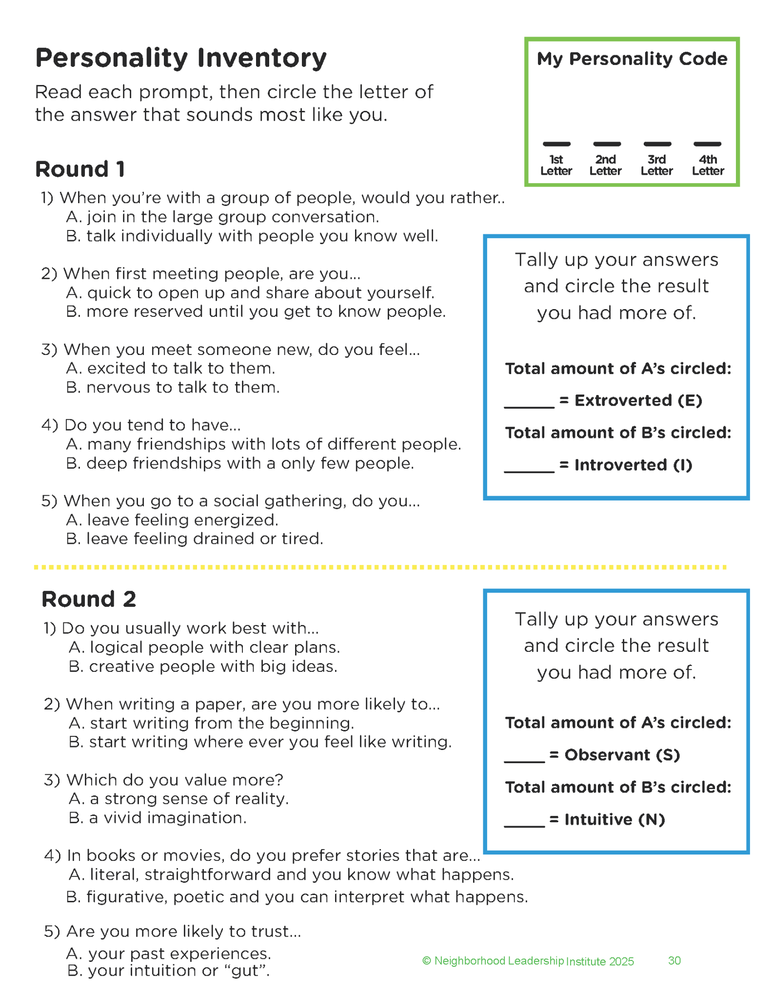 Personality Inventory
Read each prompt, then circle the letter of
the answer that sounds most like you.
My Personality Code
1st Letter
2nd Letter
3rd Letter
4th Letter
Round 1
1) When you're with a group of people, would you rather..
A. join in the large group conversation.
B. talk individually with people you know well.
2) When first meeting people, are you...
A. quick to open up and share about yourself.
B. more reserved until you get to know people.
3) When you meet someone new, do you feel...
A. excited to talk to them.
B. nervous to talk to them.
4) Do you tend to have...
A. many friendships with lots of different people.
B. deep friendships with a only few people.
5) When you go to a social gathering, do you...
A. leave feeling energized.
B. leave feeling drained or tired.
Tally up your answers
and circle the result
you had more of.
Total amount of A's circled:
_____ = Extroverted (E)
Total amount of B's circled:
_____ = Introverted (I)
Round 2
1) Do you usually work best with...
A. logical people with clear plans.
B. creative people with big ideas.
2) When writing a paper, are you more likely to...
A. start writing from the beginning.
B. start writing where ever you feel like writing.
3) Which do you value more?
A. a strong sense of reality.
B. a vivid imagination.
4) In books or movies, do you prefer stories that are...
A. literal, straightforward and you know what happens.
B. figurative, poetic and you can interpret what happens.
5) Are you more likely to trust...
A. your past experiences.
B. your intuition or “gut”.
Tally up your answers
and circle the result
you had more of.
Total amount of A's circled:
____ = Observant (S)
Total amount of B's circled:
____ = Intuitive (N)
© Neighborhood Leadership Institute 2025 30